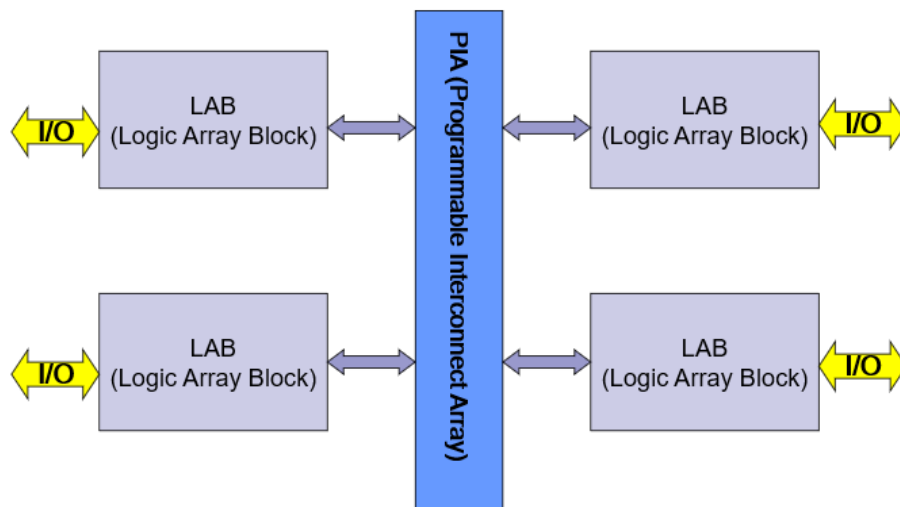 I/O
LAB
(Logic Array Block)
PIA (Programmable Interconnect Array)
LAB
(Logic Array Block)
I/O
I/O
LAB
(Logic Array Block)
LAB
(Logic Array Block)
I/O